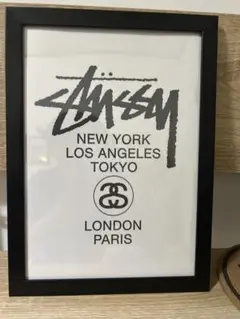 STÜSSY
NEW YORK
LOS ANGELES
TOKYO
LONDON
PARIS